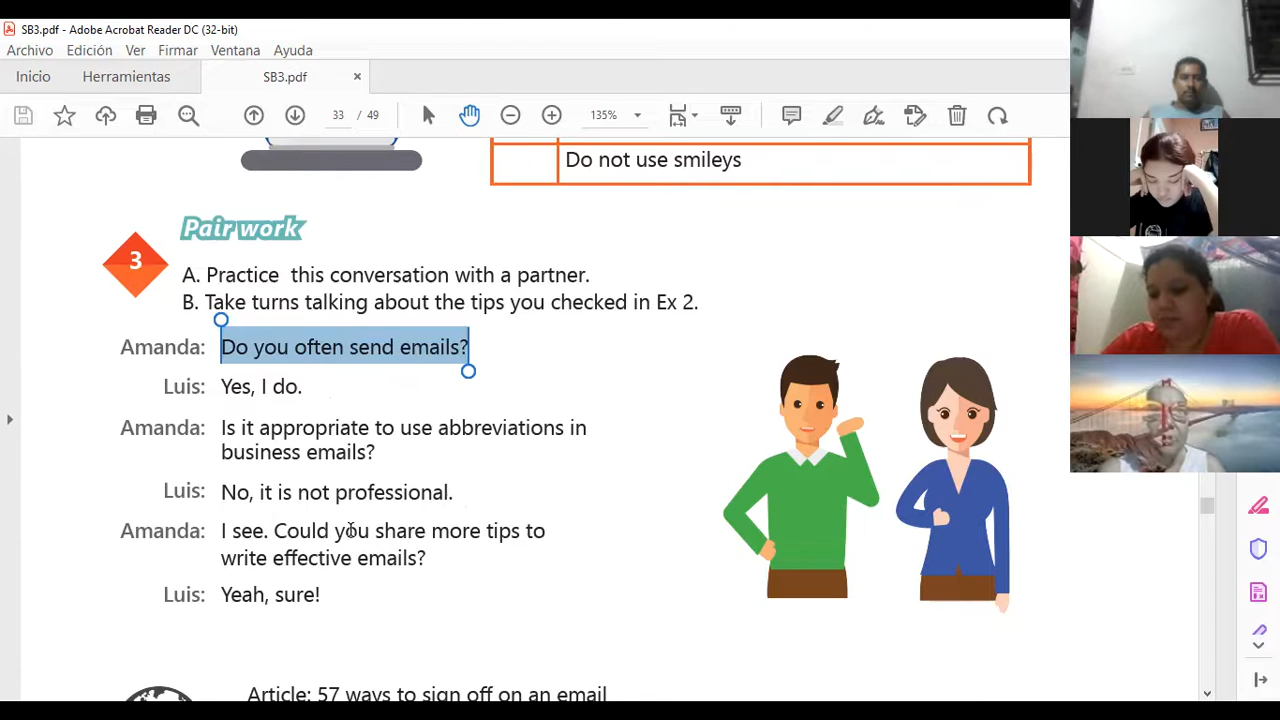 SB3.pdf - Adobe Acrobat Reader DC (32-bit)
Archivo Edición Ver Firmar Ventana Ayuda
Inicio Herramientas SB3.pdf ×
33 / 49 135%
Do not use smileys
Pair work
3
A. Practice this conversation with a partner.
B. Take turns talking about the tips you checked in Ex 2.
Amanda: Do you often send emails?
Luis: Yes, I do.
Amanda: Is it appropriate to use abbreviations in
business emails?
Luis: No, it is not professional.
Amanda: I see. Could you share more tips to
write effective emails?
Luis: Yeah, sure!
Article: 57 ways to sign off on an email